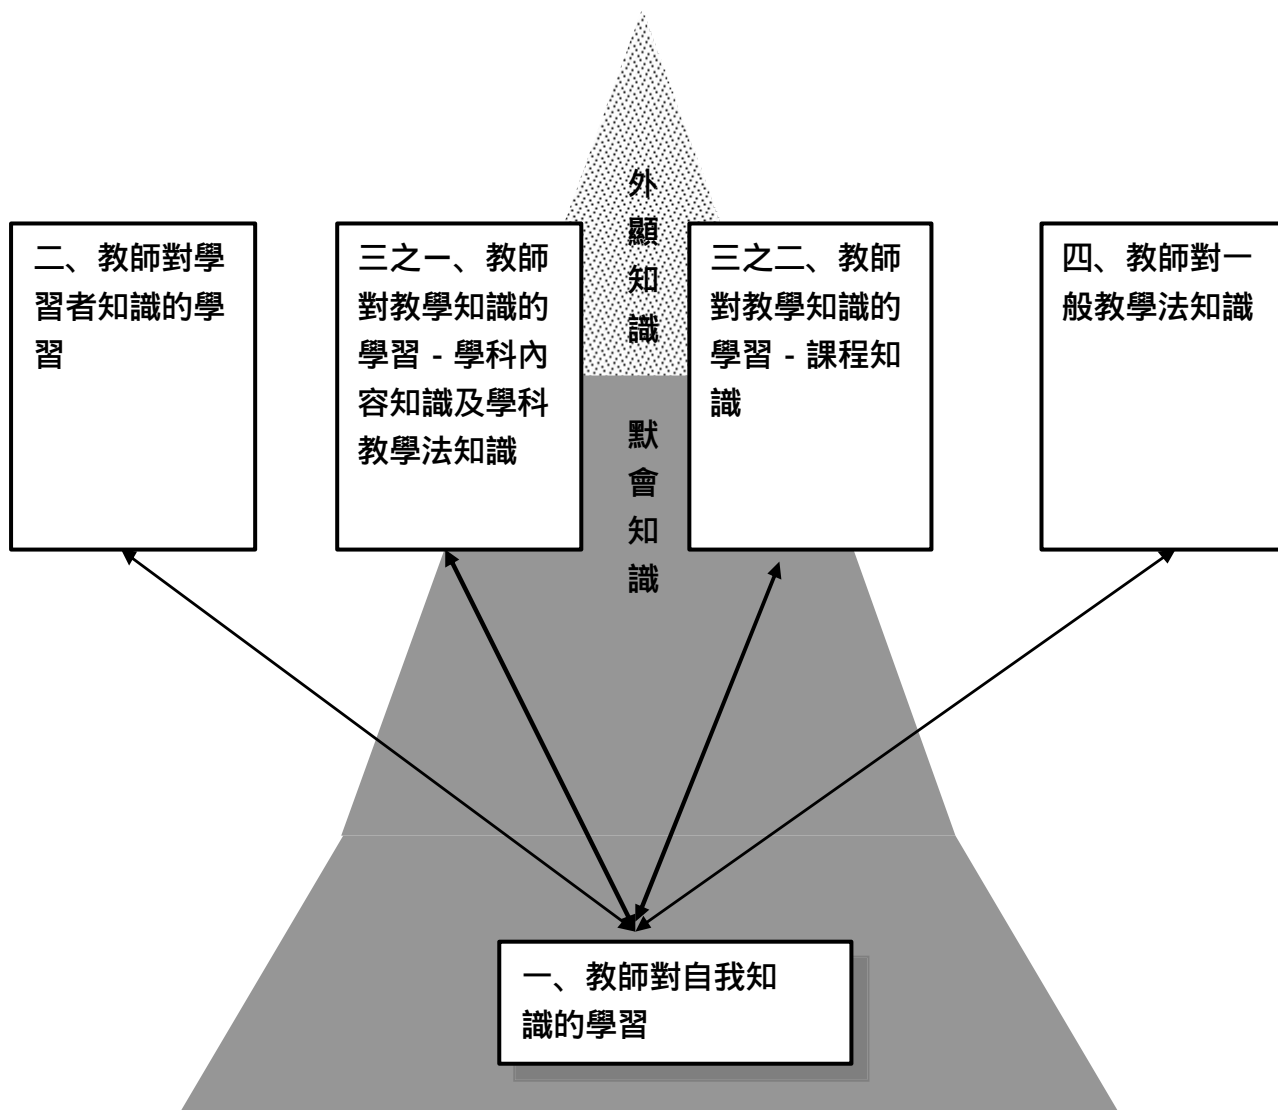 外
顯
知
識
二、教師對學
習者知識的學
習
三之ㄧ、教師
對教學知識的
學習 - 學科內
容知識及學科
教學法知識
三之二、教師
對教學知識的
學習 - 課程知
識
四、教師對一
般教學法知識
默
會
知
識
一、教師對自我知
識的學習